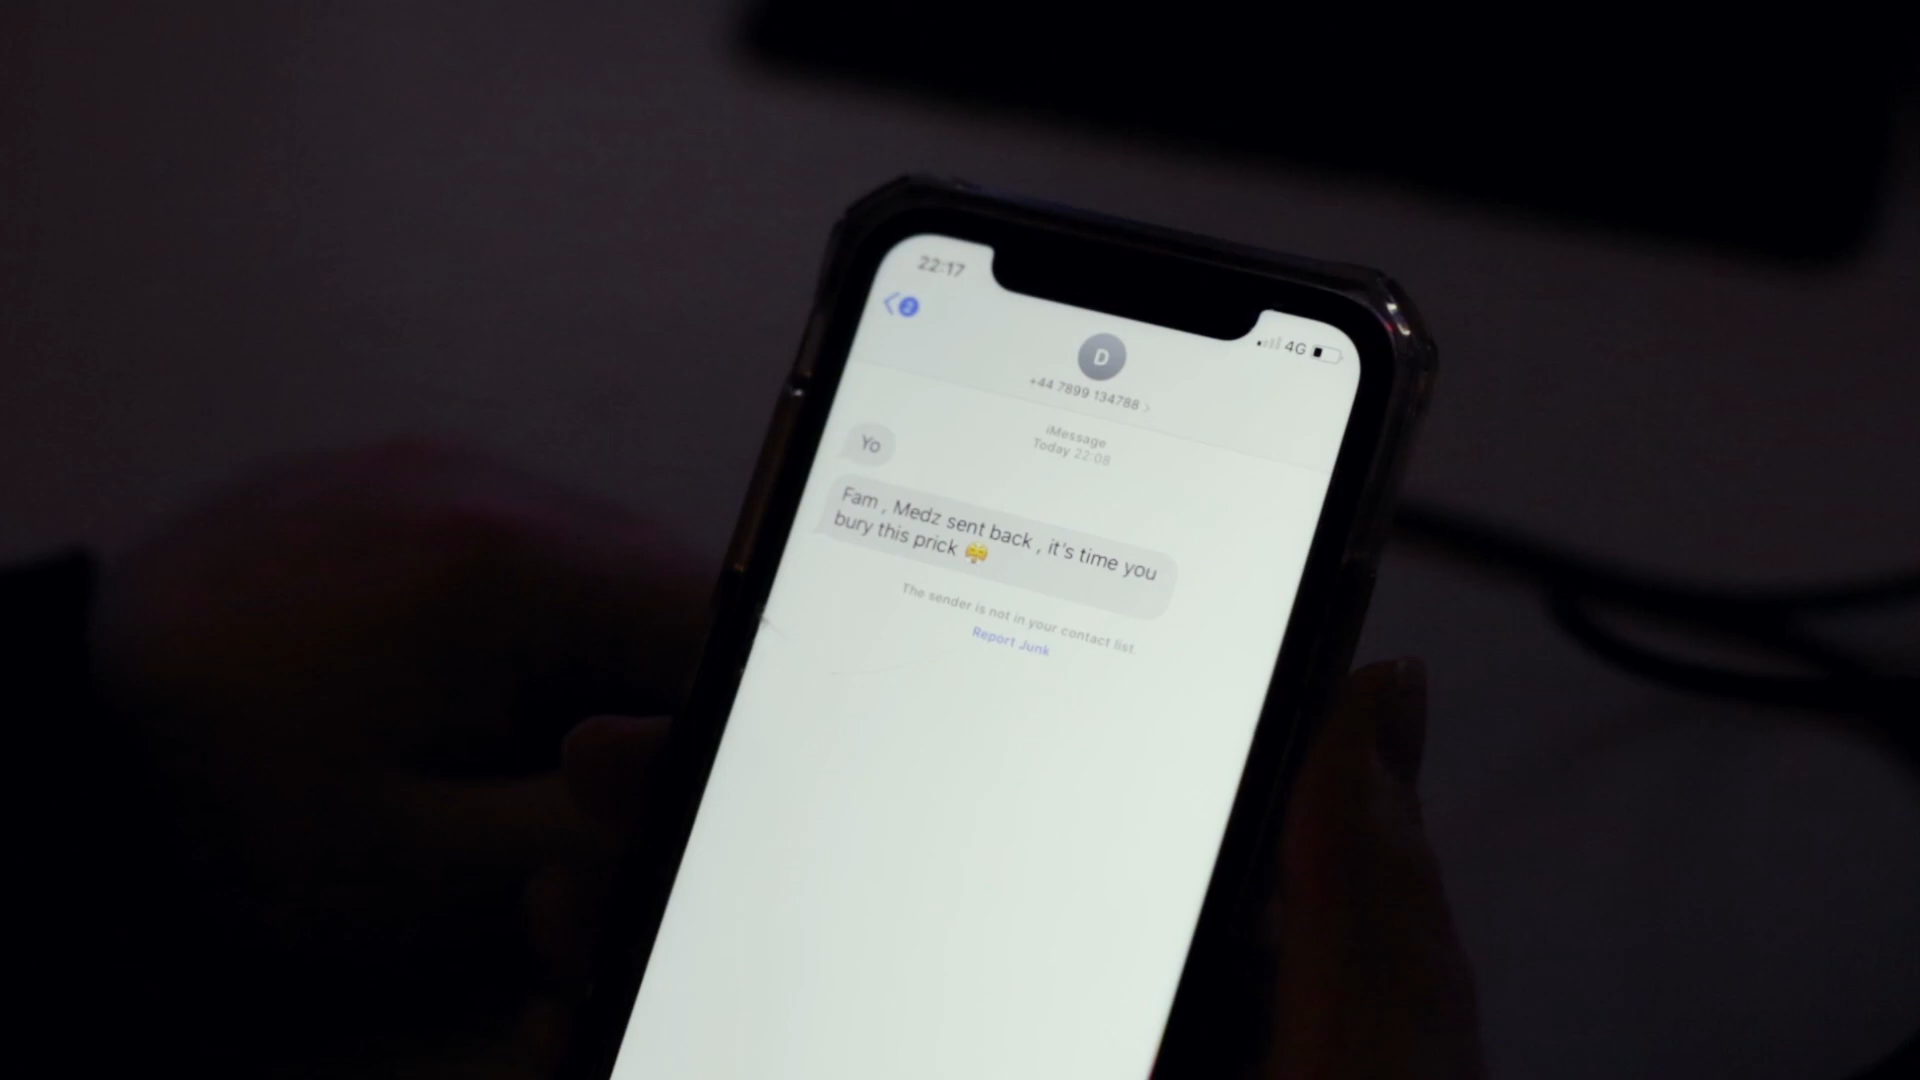 22:17
4G
2
D
+44 7899 134788
iMessage
Today 22:08
Yo
Fam , Medz sent back , it's time you
bury this prick 😤
The sender is not in your contact list.
Report Junk